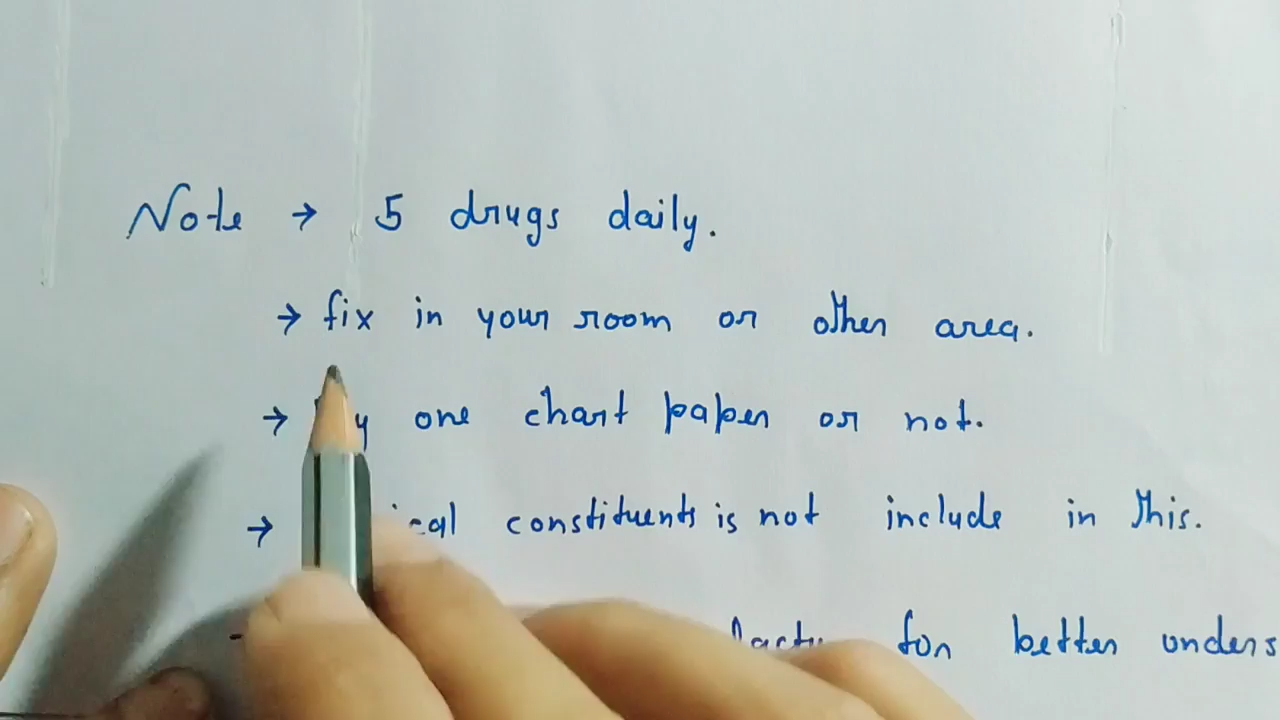 Note → 5 drugs daily.
→ fix in your room or other area.
→ one chart paper or not.
→ constituents is not include in this.
for better